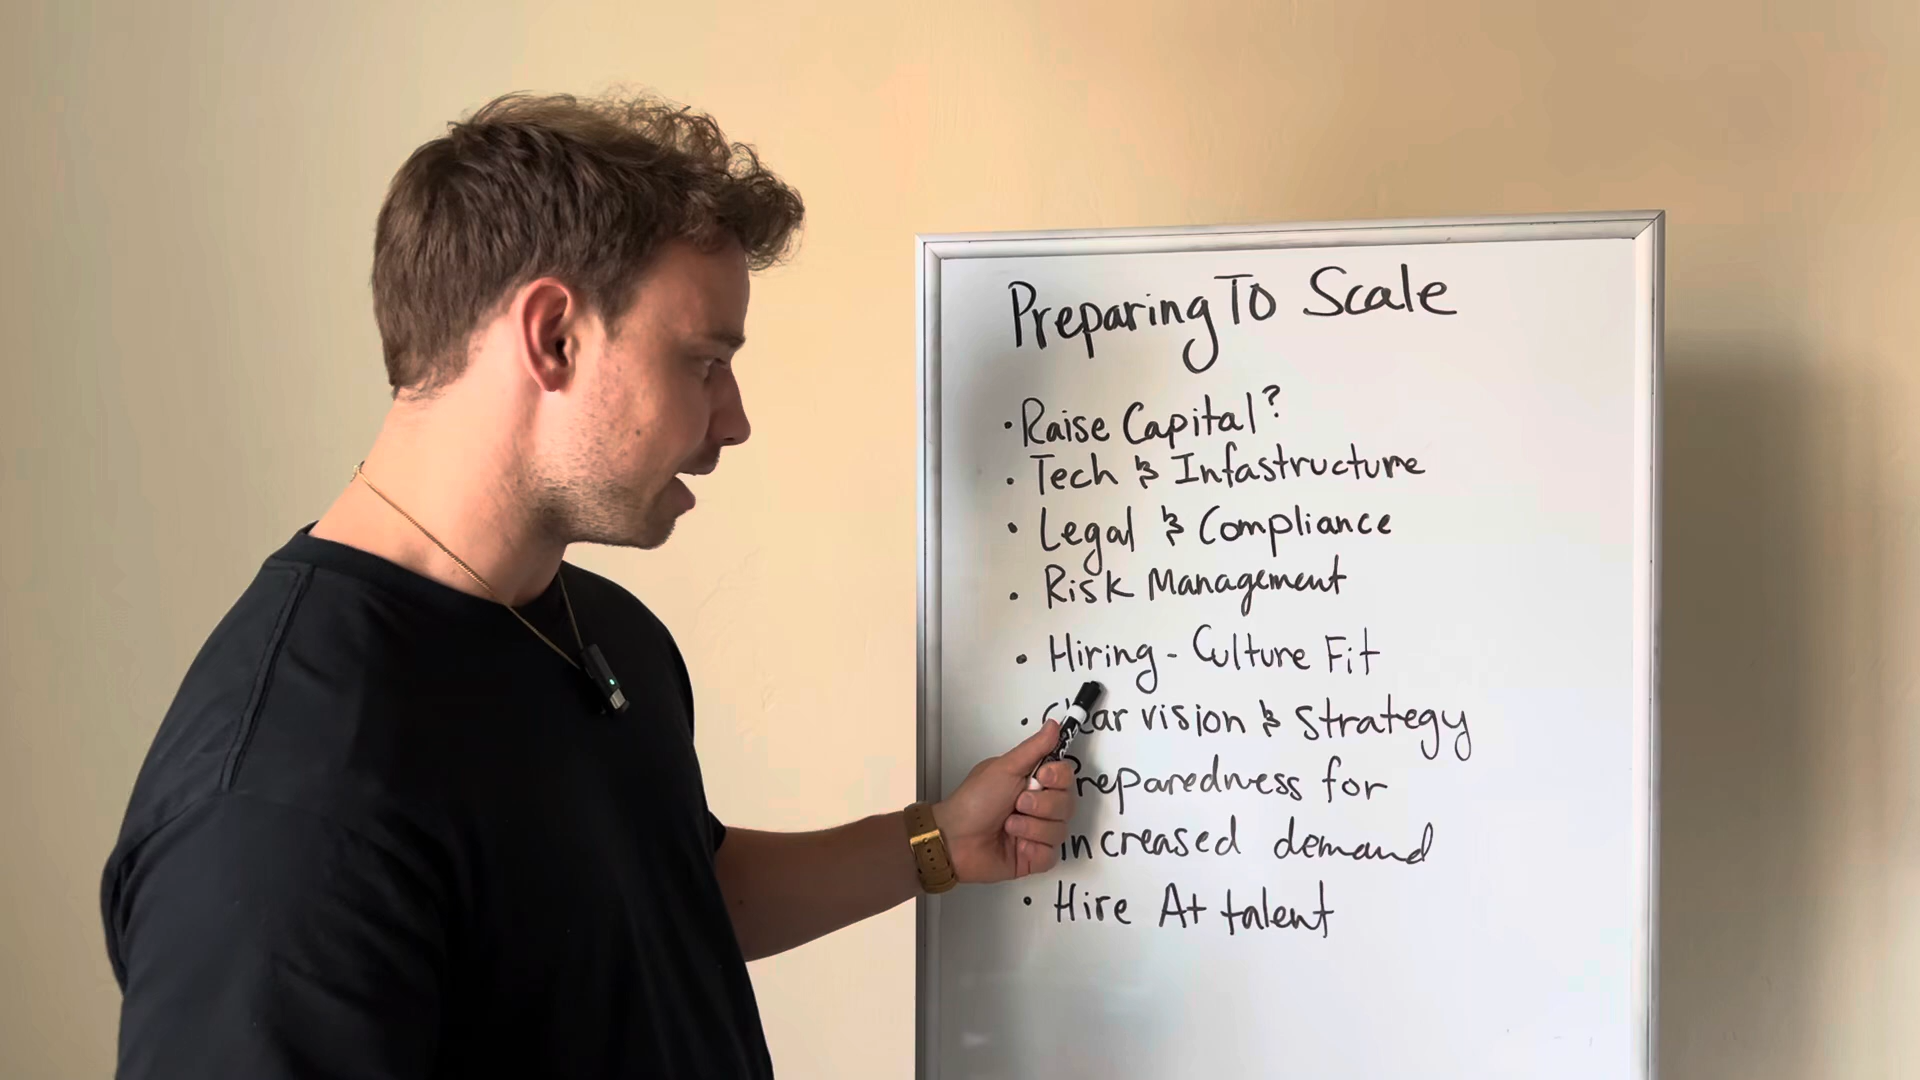 Preparing To Scale
• Raise Capital?
• Tech & Infastructure
• Legal & Compliance
• Risk Management
• Hiring - Culture Fit
• Clear vision & Strategy
Preparedness for
increased demand
• Hire A+ talent